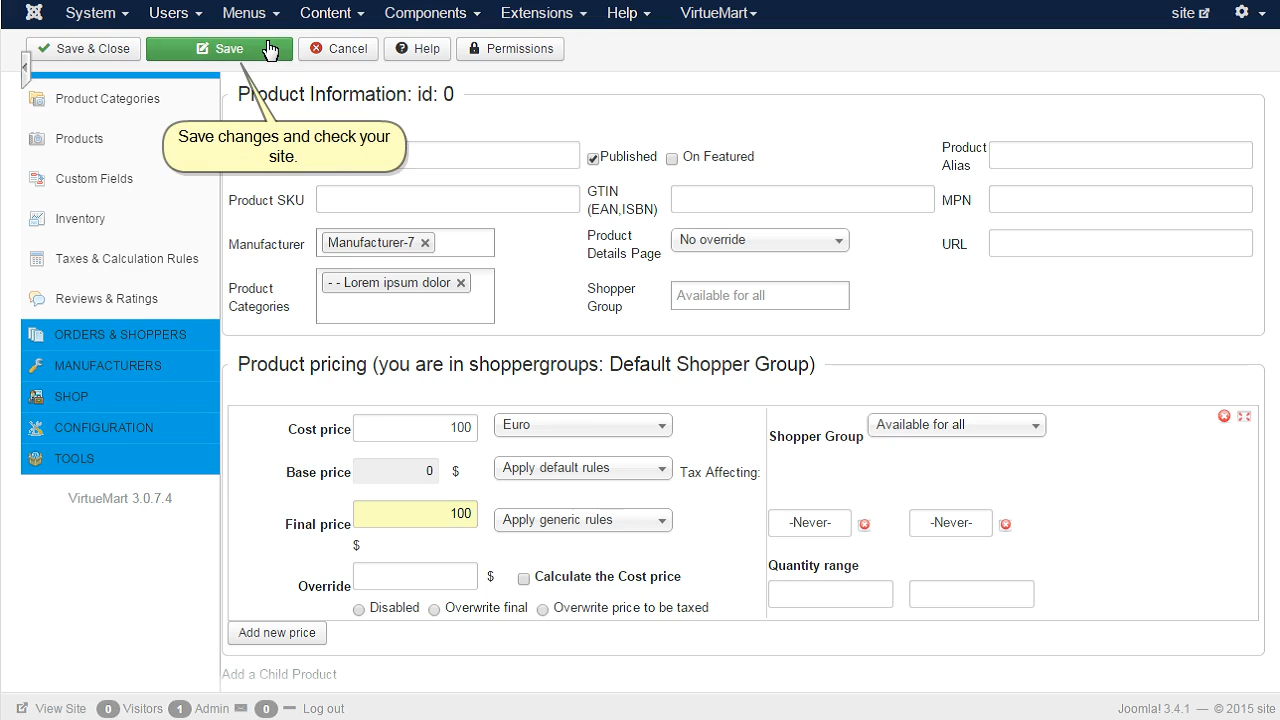 System Users Menus Content Components Extensions Help VirtueMart site
Save & Close Save Cancel Help Permissions
Save changes and check your
site.
Product Categories
Products
Custom Fields
Inventory
Taxes & Calculation Rules
Reviews & Ratings
ORDERS & SHOPPERS
MANUFACTURERS
SHOP
CONFIGURATION
TOOLS
VirtueMart 3.0.7.4
Product Information: id: 0
Published On Featured
Product
Alias
Product SKU
GTIN
(EAN,ISBN)
MPN
Manufacturer Manufacturer-7
Product
Details Page
No override
URL
Product
Categories
- - Lorem ipsum dolor
Shopper
Group
Available for all
Product pricing (you are in shoppergroups: Default Shopper Group)
Cost price 100 Euro
Shopper Group Available for all
Base price 0 $ Apply default rules Tax Affecting:
Final price 100 Apply generic rules
$
-Never- -Never-
Override $ Calculate the Cost price
Disabled Overwrite final Overwrite price to be taxed
Quantity range
Add new price
Add a Child Product
View Site 0 Visitors 1 Admin 0 Log out Joomla! 3.4.1 — © 2015 site